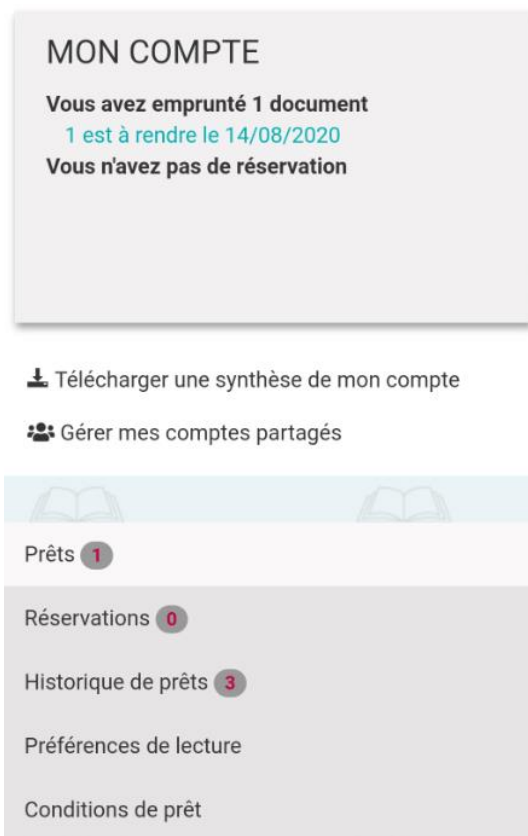 MON COMPTE
Vous avez emprunté 1 document
1 est à rendre le 14/08/2020
Vous n'avez pas de réservation
Télécharger une synthèse de mon compte
Gérer mes comptes partagés
Prêts 1
Réservations 0
Historique de prêts 3
Préférences de lecture
Conditions de prêt